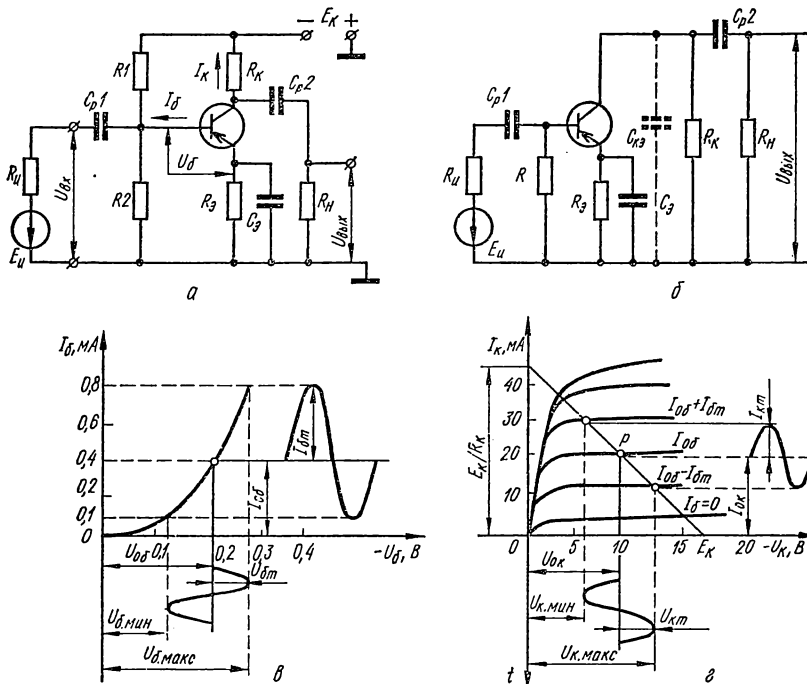 − Eк +
R1
Iк
Rк
Cр1
Iб
Cр2
Uб
Rи
Uвх
R2
Rэ
Cэ
Rн
Uвых
Eи
а
Cр2
Cр1
Cкэ
Rи
R
Rэ
Cэ
Rк
Rн
Uвых
Eи
б
Iб, мА
0,8
0,6
0,4
0,2
0,1
0
Iбm
Iоб
0,1
0,2
0,3
0,4
−Uб, В
Uоб
Uбm
Uб.мин
Uб.макс
в
Iк, мА
40
30
20
10
0
Eк/Rк
Iоб+Iбm
Р
Iоб
Iоб−Iбm
Iб=0
Iкm
Iок
5
10
15
Eк
20
−Uк, В
Uок
Uк.мин
Uкm
Uк.макс
t
г